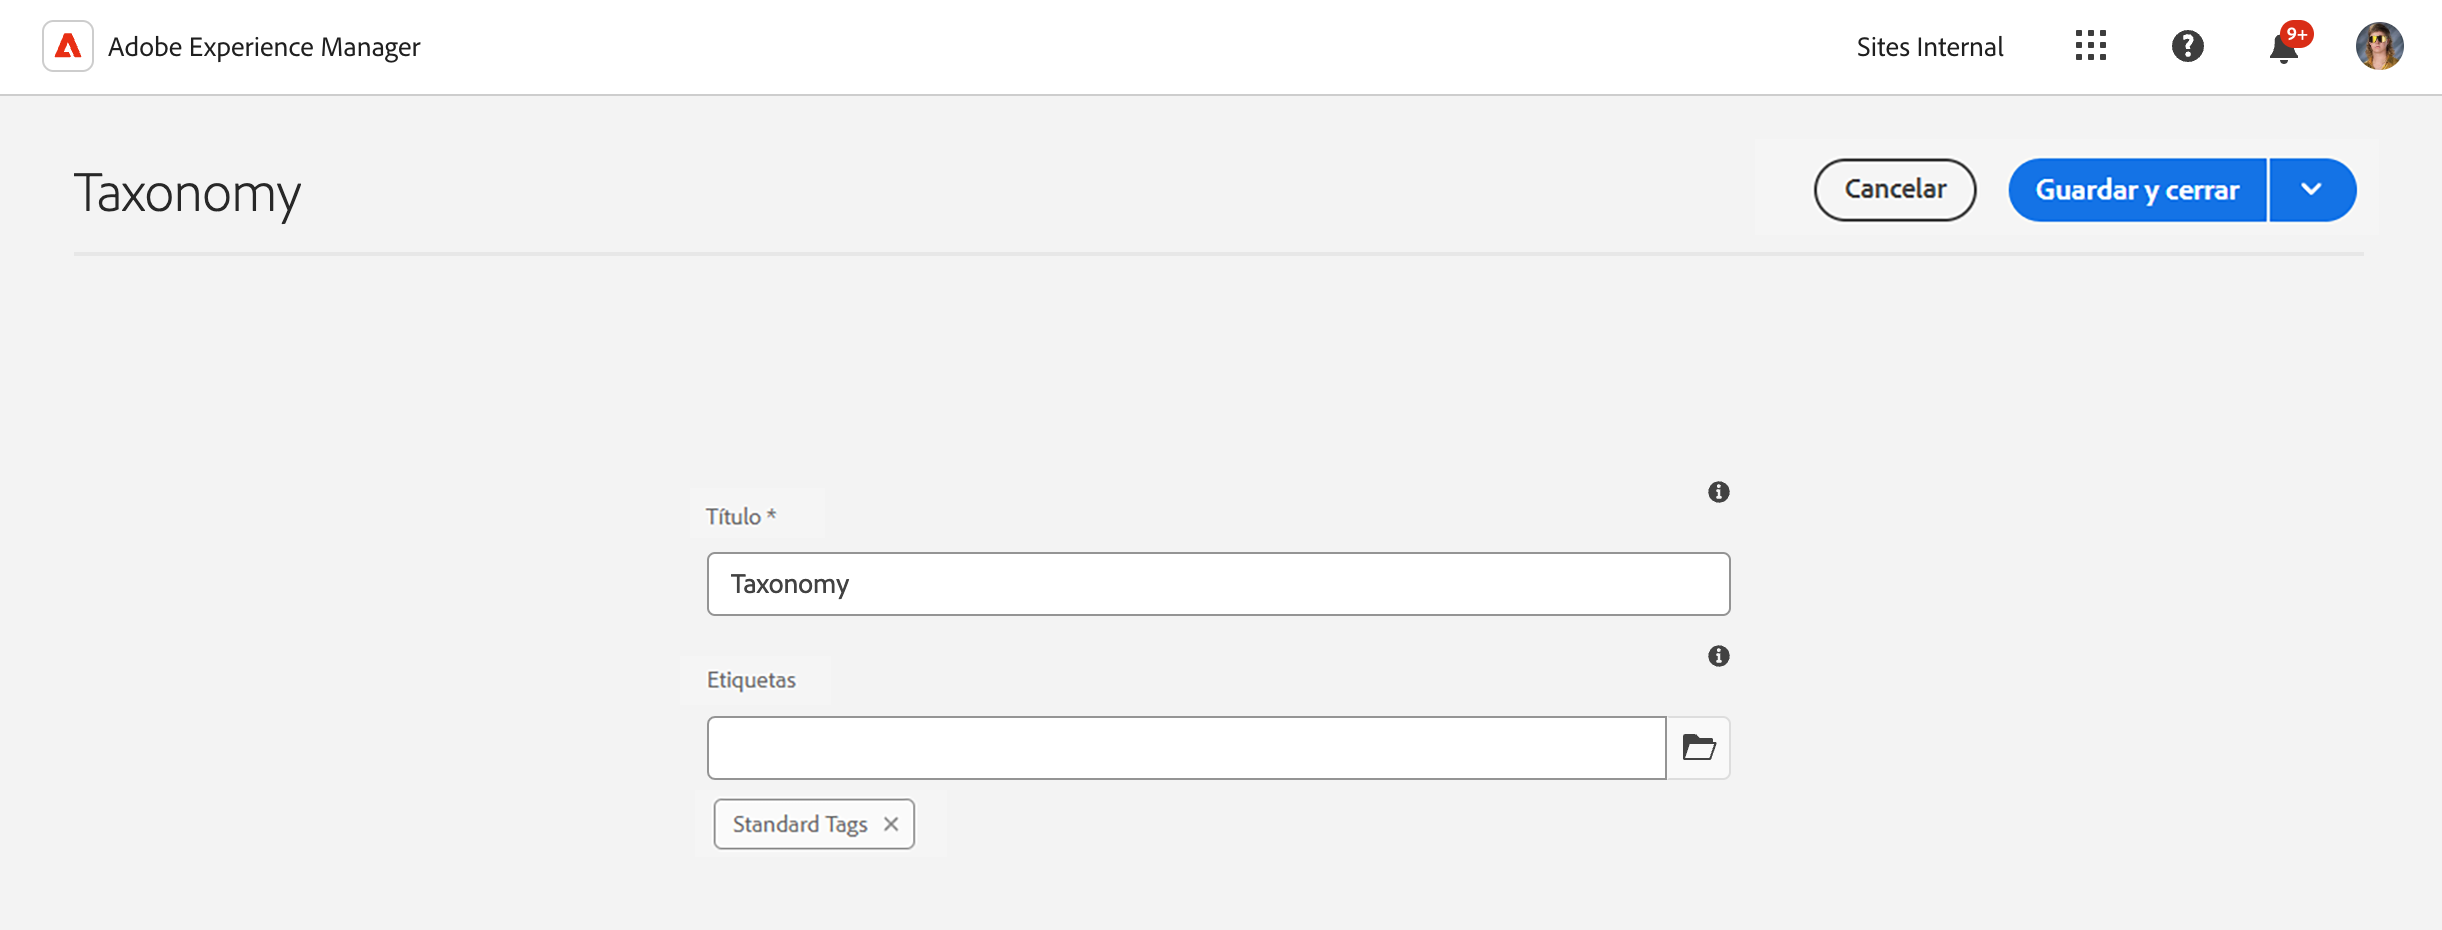 Adobe Experience Manager
Sites Internal
9+
Taxonomy
Cancelar
Guardar y cerrar
Título *
Taxonomy
Etiquetas
Standard Tags